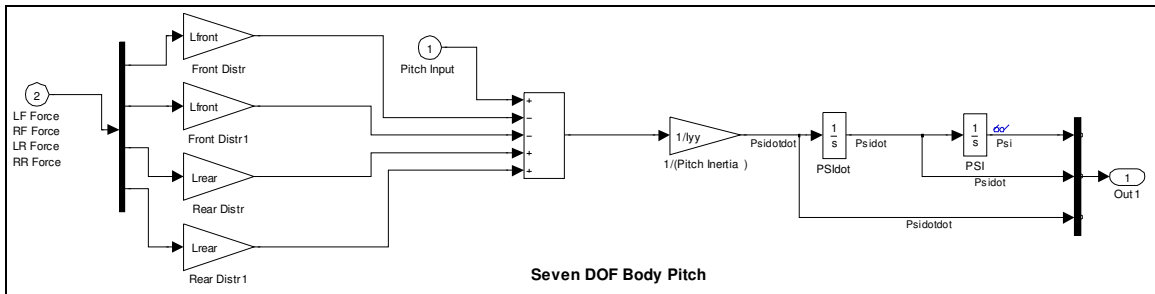 2
LF Force
RF Force
LR Force
RR Force
Lfront
Front Distr
Lfront
Front Distr1
Lrear
Rear Distr
Lrear
Rear Distr1
1
Pitch Input
+
−
−
+
+
1/Iyy
1/(Pitch Inertia )
Psidotdot
1
s
PSIdot
Psidot
1
s
PSI
Psi
Psidot
Psidotdot
1
Out1
Seven DOF Body Pitch